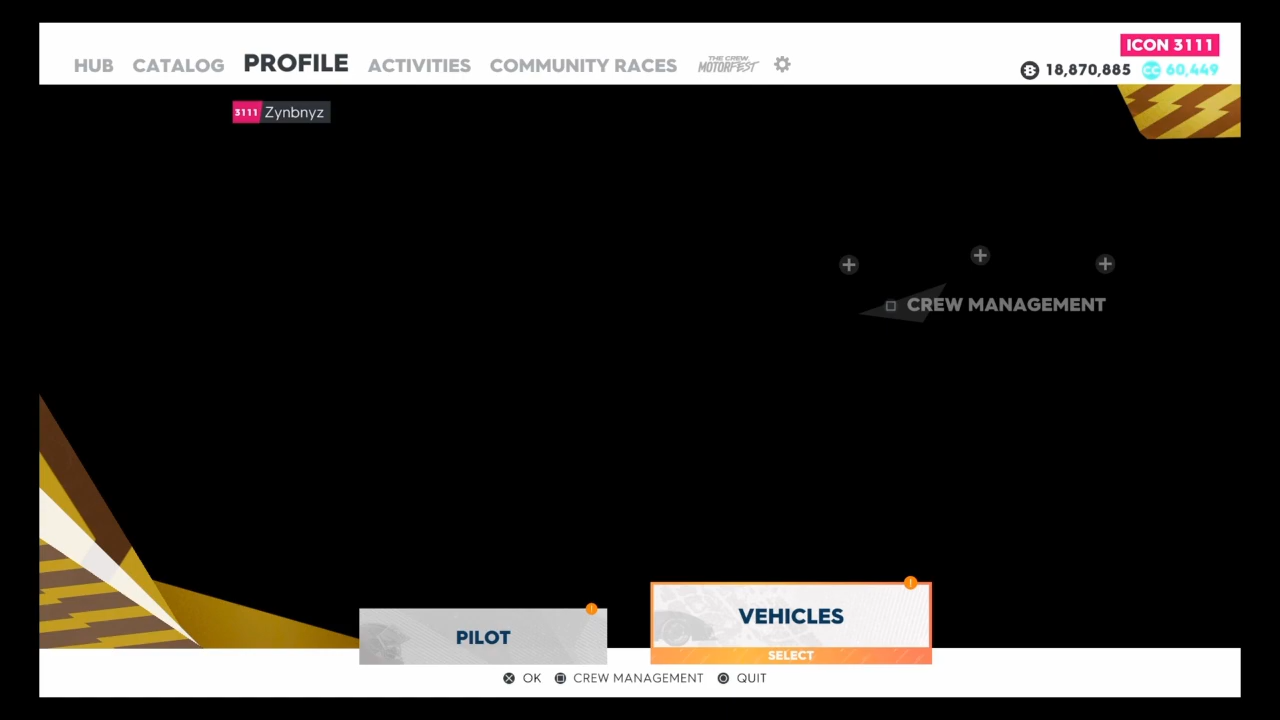 ICON 3111
HUB CATALOG PROFILE ACTIVITIES COMMUNITY RACES THE CREW MOTORFEST
18,870,885 CC 60,449
3111 Zynbnyz
CREW MANAGEMENT
VEHICLES
PILOT
SELECT
OK CREW MANAGEMENT QUIT